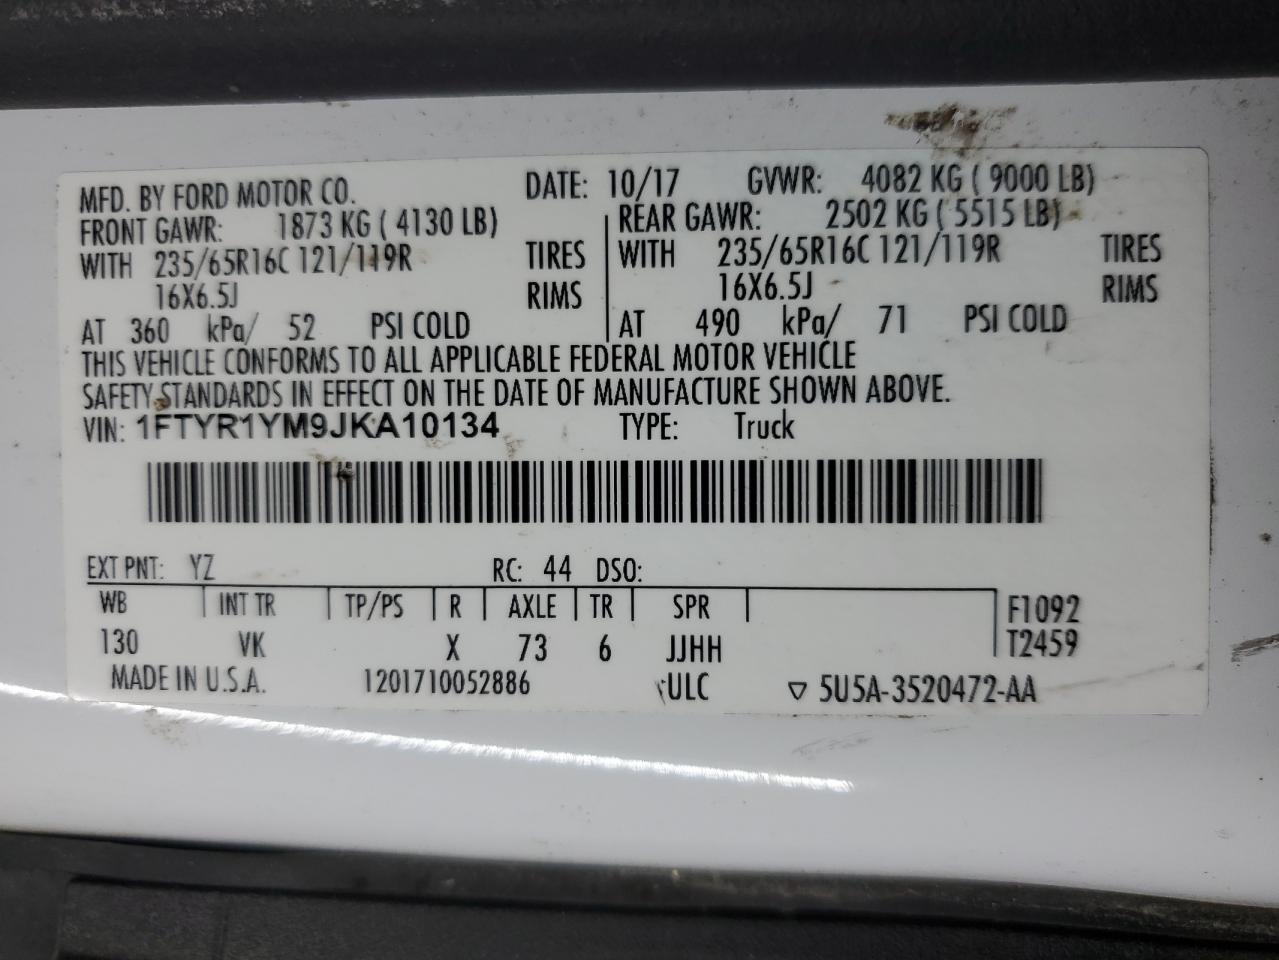 MFD. BY FORD MOTOR CO. DATE: 10/17 GVWR: 4082 KG ( 9000 LB)
FRONT GAWR: 1873 KG ( 4130 LB) REAR GAWR: 2502 KG ( 5515 LB)
WITH 235/65R16C 121/119R TIRES WITH 235/65R16C 121/119R TIRES
16X6.5J RIMS 16X6.5J RIMS
AT 360 kPa/ 52 PSI COLD AT 490 kPa/ 71 PSI COLD
THIS VEHICLE CONFORMS TO ALL APPLICABLE FEDERAL MOTOR VEHICLE
SAFETY STANDARDS IN EFFECT ON THE DATE OF MANUFACTURE SHOWN ABOVE.
VIN: 1FTYR1YM9JKA10134 TYPE: Truck
EXT PNT: YZ RC: 44 DSO:
WB INT TR TP/PS R AXLE TR SPR F1092
130 VK X 73 6 JJHH T2459
MADE IN U.S.A. 1201710052886 ULC ▽ 5U5A-3520472-AA